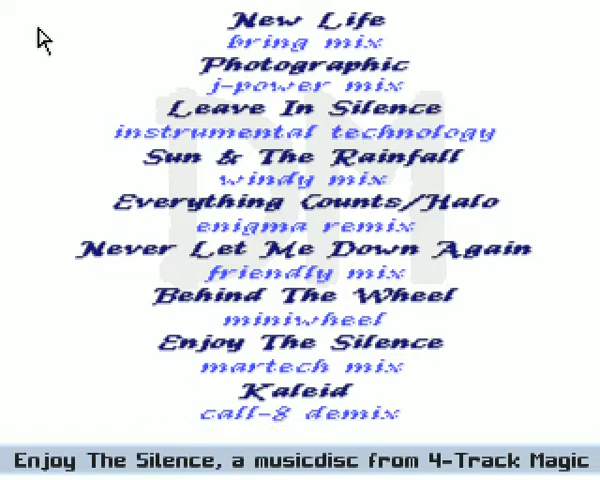 New Life
bring mix
Photographic
j-power mix
Leave In Silence
instrumental technology
Sun & The Rainfall
windy mix
Everything Counts/Halo
enigma remix
Never Let Me Down Again
friendly mix
Behind The Wheel
miniwheel
Enjoy The Silence
martech mix
Kaleid
call-8 demix
DM
Enjoy The Silence, a musicdisc from 4-Track Magic